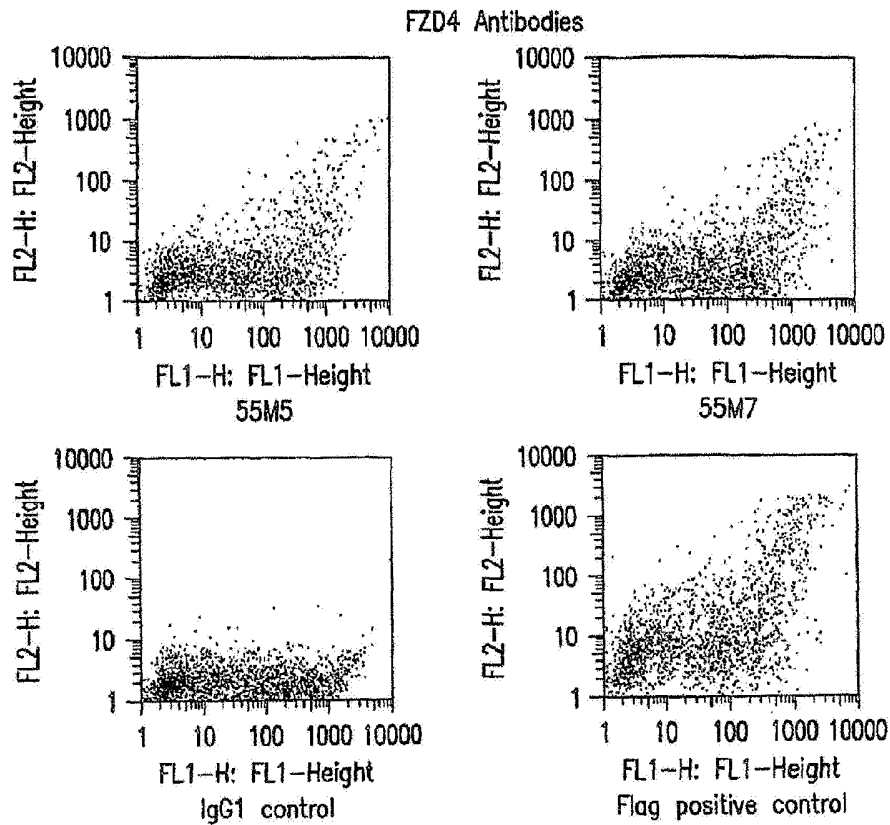 FZD4 Antibodies
FL2-H: FL2-Height
10000
1000
100
10
1
1 10 100 1000 10000
FL1-H: FL1-Height
55M5
FL2-H: FL2-Height
10000
1000
100
10
1
1 10 100 1000 10000
FL1-H: FL1-Height
55M7
FL2-H: FL2-Height
10000
1000
100
10
1
1 10 100 1000 10000
FL1-H: FL1-Height
IgG1 control
FL2-H: FL2-Height
10000
1000
100
10
1
1 10 100 1000 10000
FL1-H: FL1-Height
Flag positive control